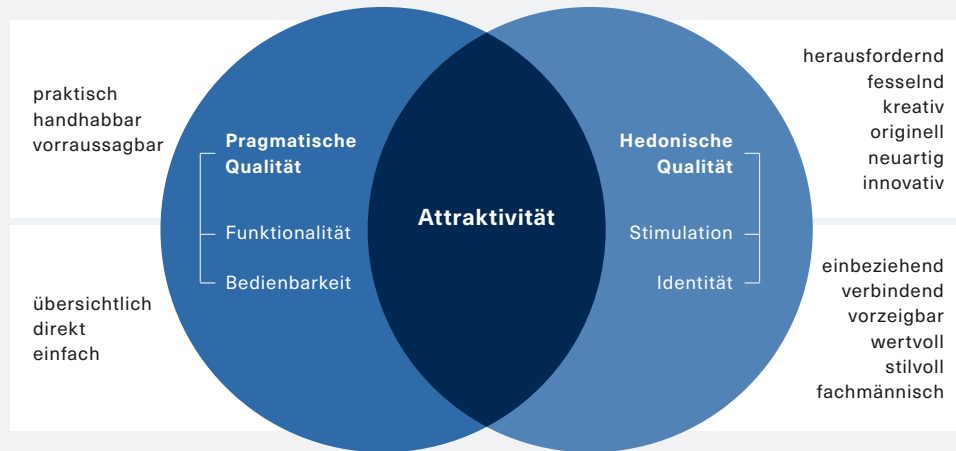 praktisch
handhabbar
vorraussagbar
übersichtlich
direkt
einfach
Pragmatische
Qualität
Funktionalität
Bedienbarkeit
Attraktivität
Hedonische
Qualität
Stimulation
Identität
herausfordernd
fesselnd
kreativ
originell
neuartig
innovativ
einbeziehend
verbindend
vorzeigbar
wertvoll
stilvoll
fachmännisch